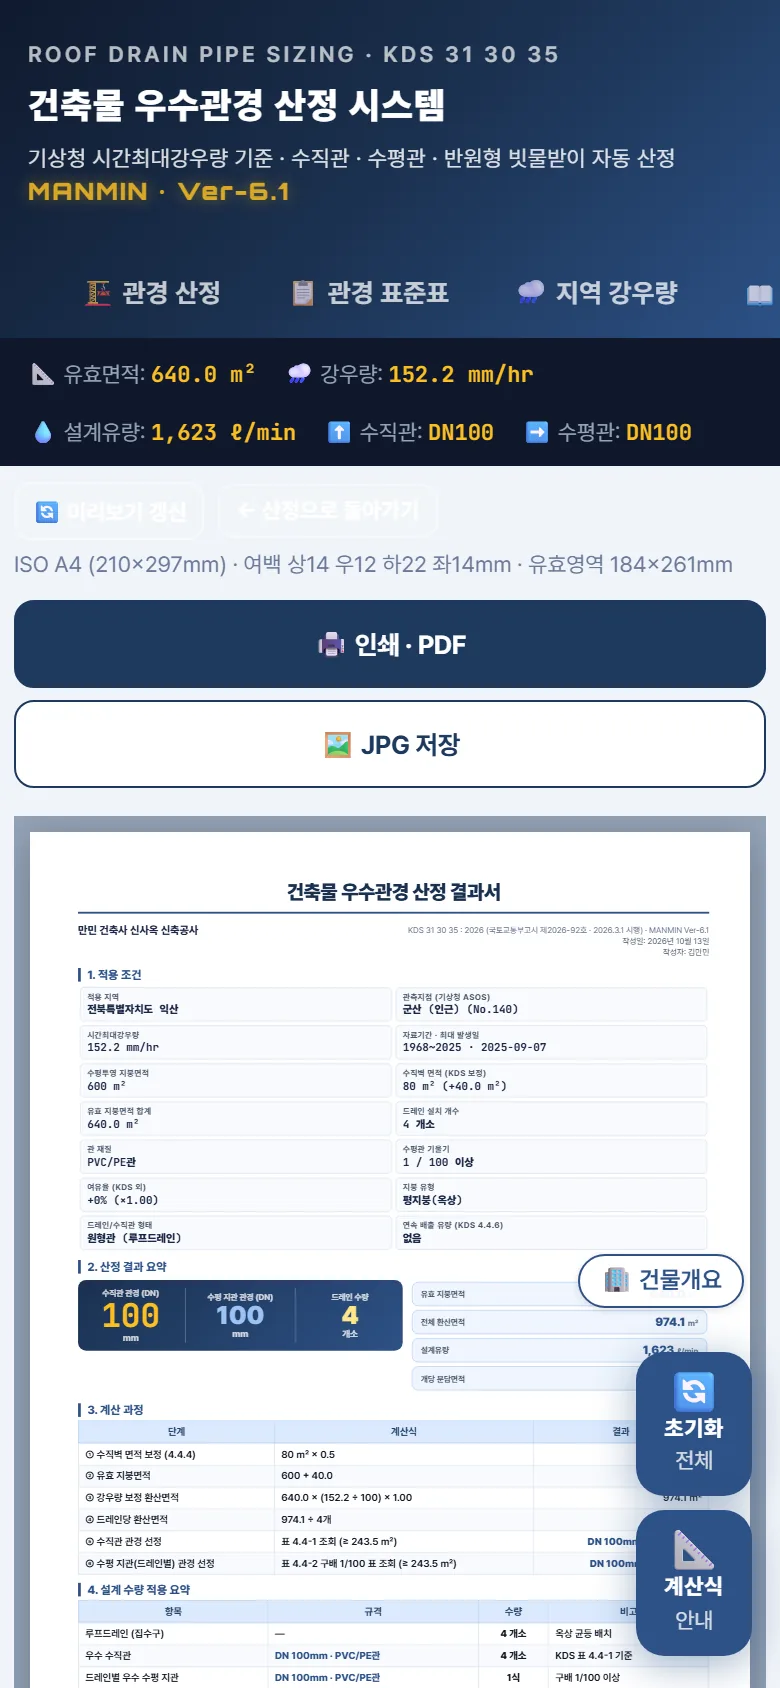 ROOF DRAIN PIPE SIZING · KDS 31 30 35
건축물 우수관경 산정 시스템
기상청 시간최대강우량 기준 · 수직관 · 수평관 · 반원형 빗물받이 자동 산정
MANMIN · Ver-6.1
관경 산정 관경 표준표 지역 강우량
유효면적: 640.0 m² 강우량: 152.2 mm/hr
설계유량: 1,623 ℓ/min 수직관: DN100 수평관: DN100
미리보기 갱신 ← 산정으로 돌아가기
ISO A4 (210×297mm) · 여백 상14 우12 하22 좌14mm · 유효영역 184×261mm
인쇄 · PDF
JPG 저장
건축물 우수관경 산정 결과서
만민 건축사 신사옥 신축공사
KDS 31 30 35 : 2026 (국토교통부고시 제2026-92호 · 2026.3.1 시행) · MANMIN Ver-6.1
작성일: 2026년 10월 13일
작성자: 김민민
1. 적용 조건
적용 지역
전북특별자치도 익산
관측지점 (기상청 ASOS)
군산 (인근) (No.140)
시간최대강우량
152.2 mm/hr
자료기간 · 최대 발생일
1968~2025 · 2025-09-07
수평투영 지붕면적
600 m²
수직벽 면적 (KDS 보정)
80 m² (+40.0 m²)
유효 지붕면적 합계
640.0 m²
드레인 설치 개수
4 개소
관 재질
PVC/PE관
수평관 기울기
1 / 100 이상
여유율 (KDS 외)
+0% (×1.00)
지붕 유형
평지붕(옥상)
드레인/수직관 형태
원형관 (루프드레인)
연속 배출 유량 (KDS 4.4.6)
없음
2. 산정 결과 요약
수직관 관경 (DN)
100
mm
수평 지관 관경 (DN)
100
mm
드레인 수량
4
개소
유효 지붕면적
전체 환산면적 974.1 m²
설계유량 1,623 ℓ/min
개당 분담면적
건물개요
초기화
전체
계산식
안내
3. 계산 과정
단계 계산식 결과
① 수직벽 면적 보정 (4.4.4) 80 m² × 0.5
② 유효 지붕면적 600 + 40.0
③ 강우량 보정 환산면적 640.0 × (152.2 ÷ 100) × 1.00 974.1 m²
④ 드레인당 환산면적 974.1 ÷ 4개
⑤ 수직관 관경 선정 표 4.4-1 조회 (≥ 243.5 m²) DN 100mm
⑥ 수평 지관(드레인별) 관경 선정 표 4.4-2 구배 1/100 표 조회 (≥ 243.5 m²) DN 100mm
4. 설계 수량 적용 요약
항목 규격 수량 비고
루프드레인 (집수구) — 4 개소 옥상 균등 배치
우수 수직관 DN 100mm · PVC/PE관 4 개소 KDS 표 4.4-1 기준
드레인별 우수 수평 지관 DN 100mm · PVC/PE관 1식 구배 1/100 이상